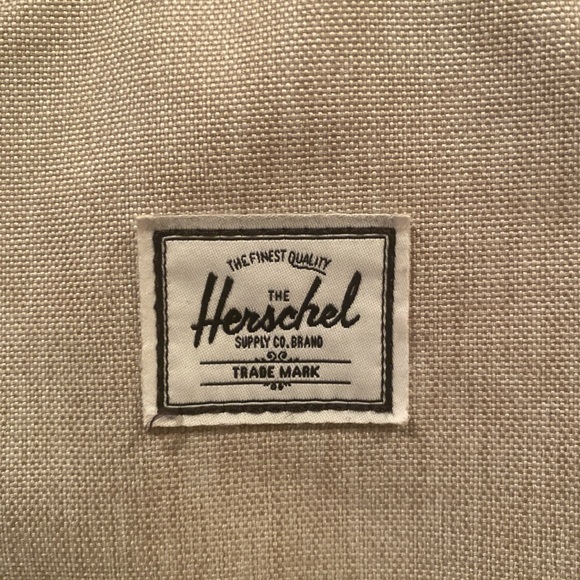 THE FINEST QUALITY
THE
Herschel
SUPPLY CO. BRAND
TRADE MARK